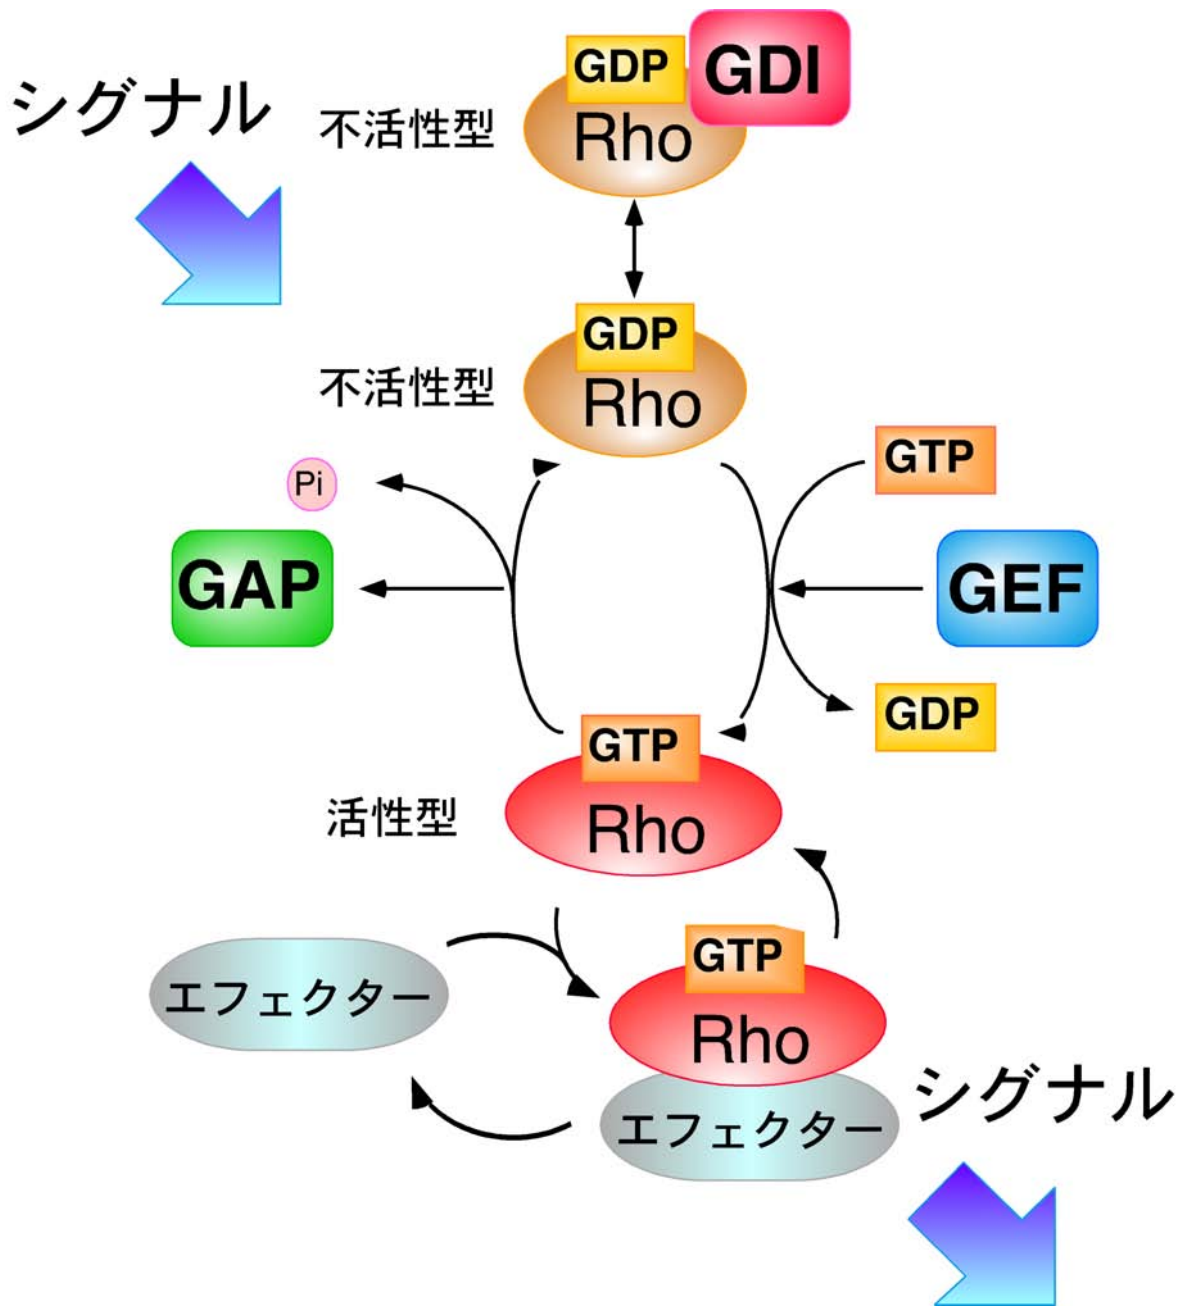 GDP
GDI
シグナル
不活性型
Rho
GDP
不活性型
Rho
GTP
Pi
GAP
GEF
GDP
GTP
活性型
Rho
GTP
エフェクター
Rho
シグナル
エフェクター